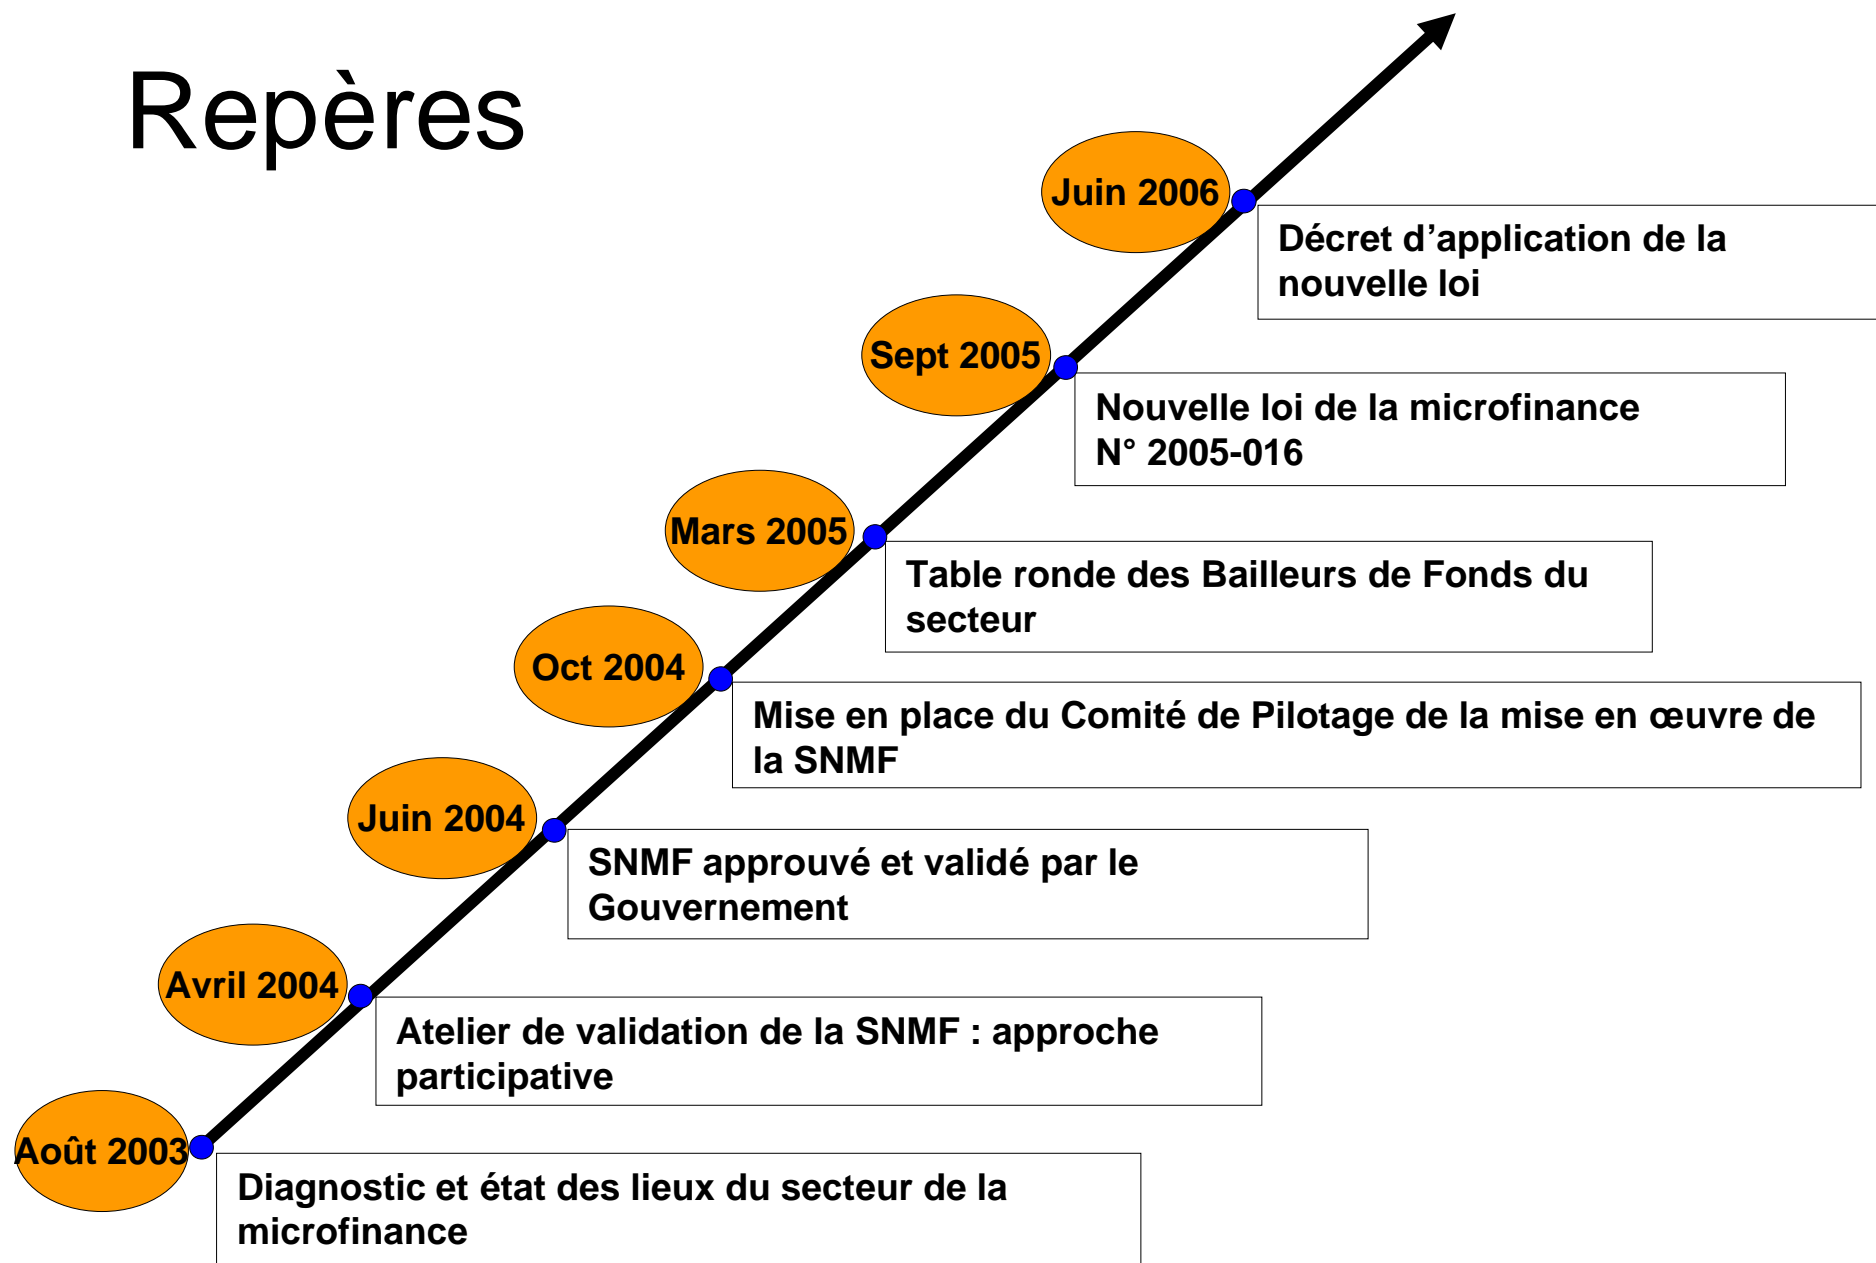 Repères
Juin 2006
Décret d’application de la
nouvelle loi
Sept 2005
Nouvelle loi de la microfinance
N° 2005-016
Mars 2005
Table ronde des Bailleurs de Fonds du
secteur
Oct 2004
Mise en place du Comité de Pilotage de la mise en œuvre de
la SNMF
Juin 2004
SNMF approuvé et validé par le
Gouvernement
Avril 2004
Atelier de validation de la SNMF : approche
participative
Août 2003
Diagnostic et état des lieux du secteur de la
microfinance